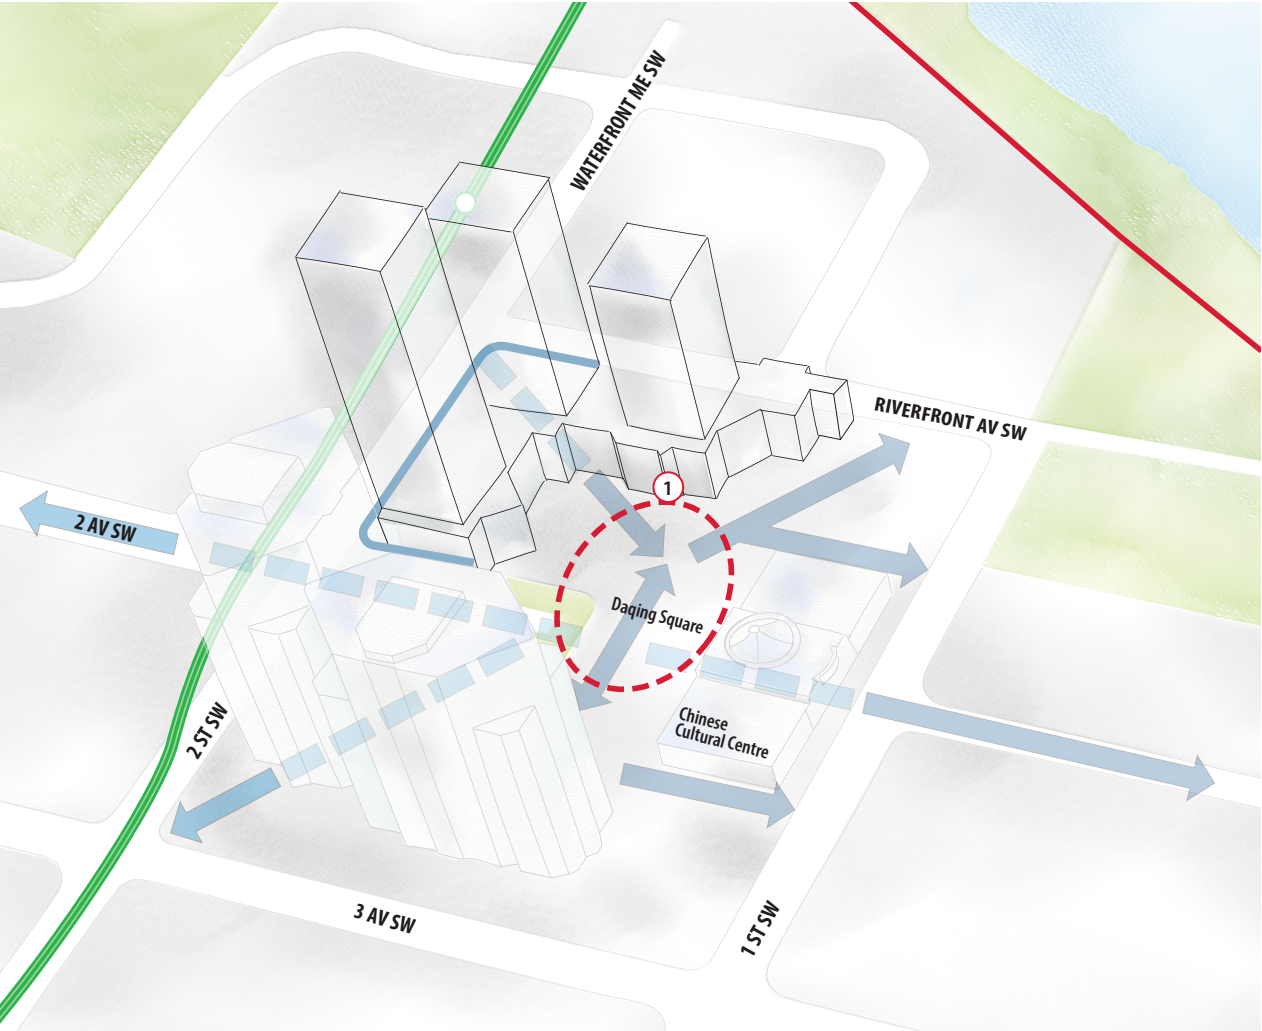 WATERFRONT ME SW
RIVERFRONT AV SW
1
2 AV SW
Daqing Square
2 ST SW
Chinese
Cultural Centre
3 AV SW
1 ST SW